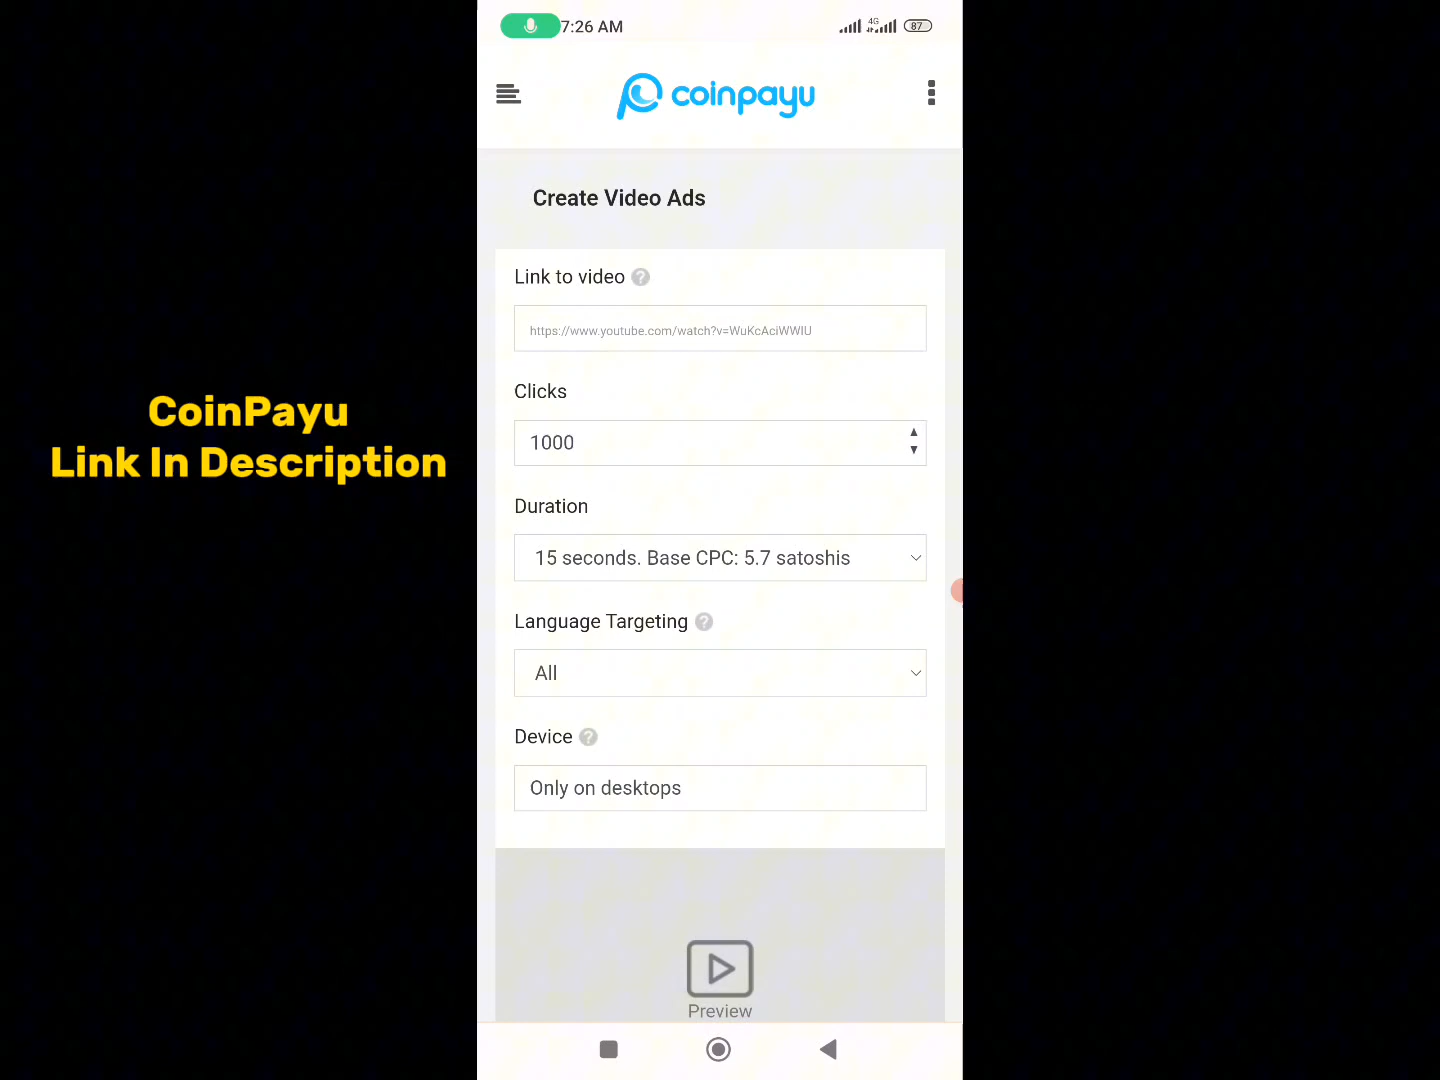 7:26 AM
4G
87
coinpayu
Create Video Ads
Link to video ?
https://www.youtube.com/watch?v=WuKcAciWWIU
Clicks
1000
Duration
15 seconds. Base CPC: 5.7 satoshis
Language Targeting ?
All
Device ?
Only on desktops
Preview
CoinPayu
Link In Description